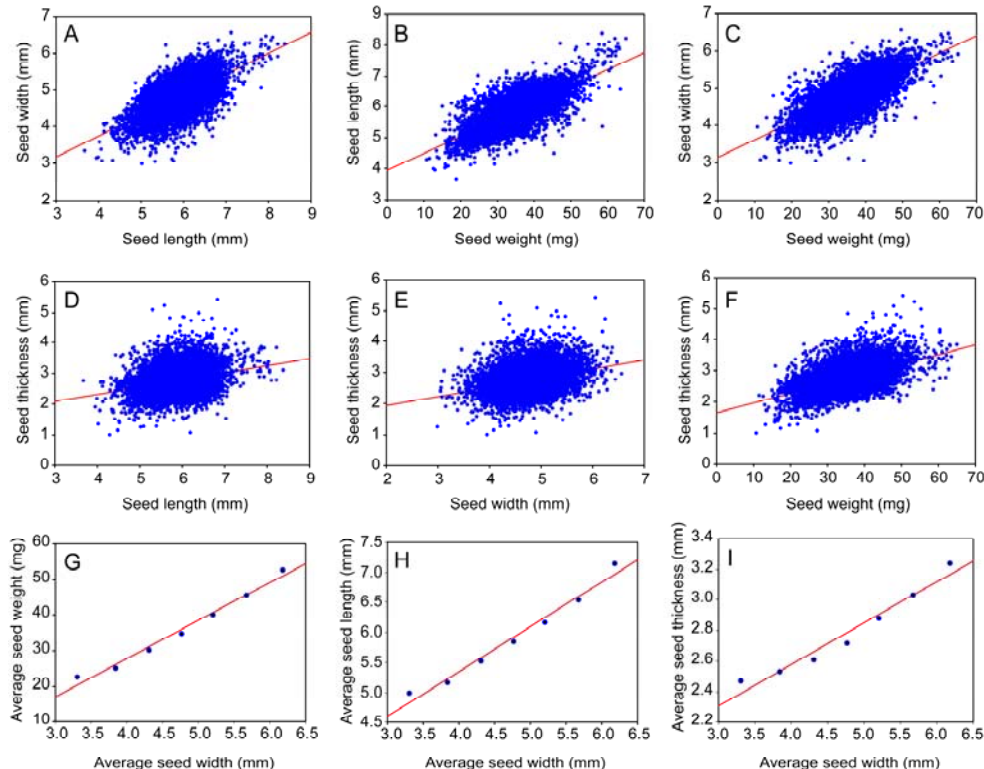 A
Seed width (mm)
7
6
5
4
3
2
3 4 5 6 7 8 9
Seed length (mm)
B
Seed length (mm)
9
8
7
6
5
4
3
0 10 20 30 40 50 60 70
Seed weight (mg)
C
Seed width (mm)
7
6
5
4
3
2
0 10 20 30 40 50 60 70
Seed weight (mg)
D
Seed thickness (mm)
6
5
4
3
2
1
0
3 4 5 6 7 8 9
Seed length (mm)
E
Seed thickness (mm)
6
5
4
3
2
1
0
2 3 4 5 6 7
Seed width (mm)
F
Seed thickness (mm)
6
5
4
3
2
1
0
0 10 20 30 40 50 60 70
Seed weight (mg)
G
Average seed weight (mg)
60
50
40
30
20
10
3.0 3.5 4.0 4.5 5.0 5.5 6.0 6.5
Average seed width (mm)
H
Average seed length (mm)
7.5
7.0
6.5
6.0
5.5
5.0
4.5
3.0 3.5 4.0 4.5 5.0 5.5 6.0 6.5
Average seed width (mm)
I
Average seed thickness (mm)
3.4
3.2
3.0
2.8
2.6
2.4
2.2
3.0 3.5 4.0 4.5 5.0 5.5 6.0 6.5
Average seed width (mm)